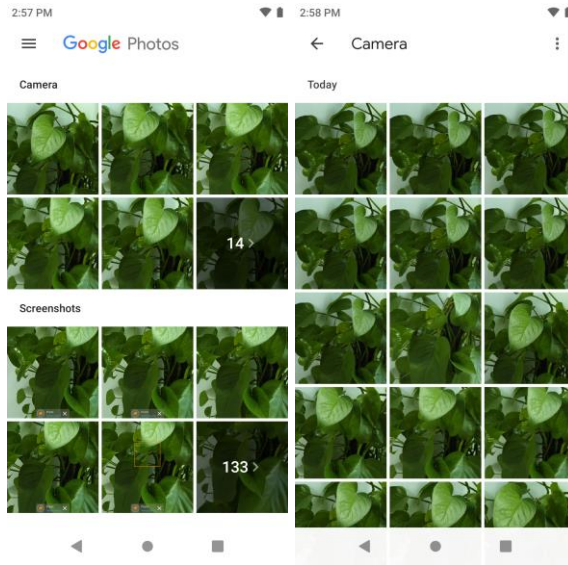 2:57 PM
Google Photos
Camera
14 >
Screenshots
133 >
2:58 PM
Camera
Today